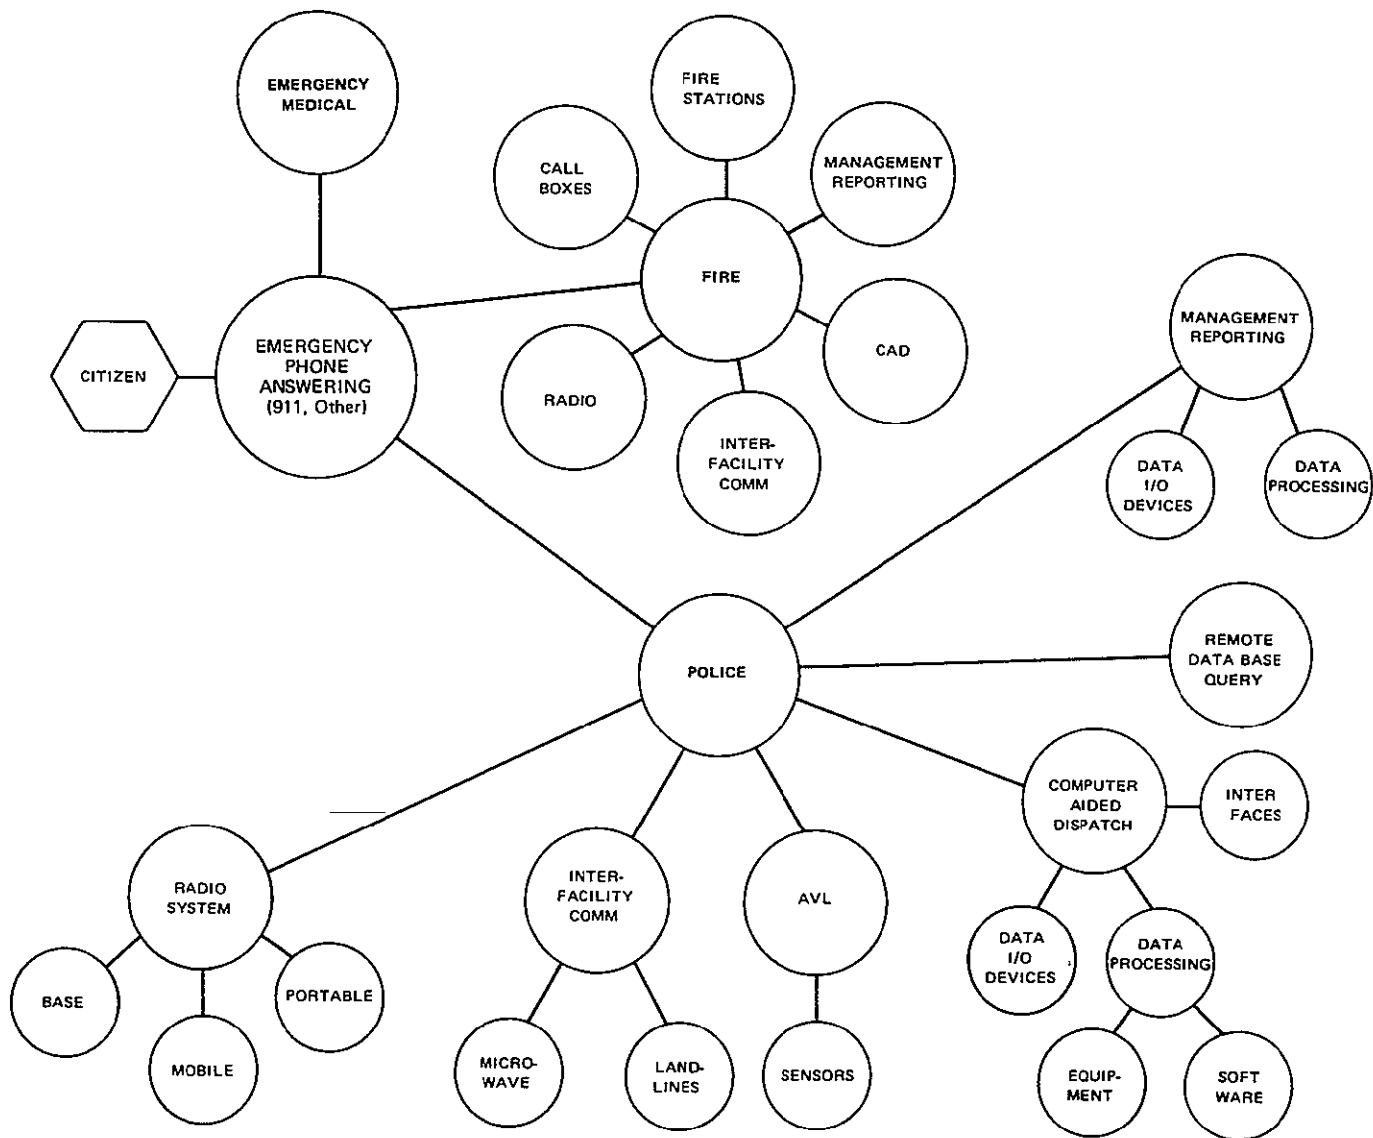 EMERGENCY
MEDICAL
FIRE
STATIONS
CALL
BOXES
MANAGEMENT
REPORTING
FIRE
CITIZEN
EMERGENCY
PHONE
ANSWERING
(911, Other)
RADIO
INTER-
FACILITY
COMM
CAD
MANAGEMENT
REPORTING
DATA
I/O
DEVICES
DATA
PROCESSING
POLICE
REMOTE
DATA BASE
QUERY
COMPUTER
AIDED
DISPATCH
INTER
FACES
DATA
I/O
DEVICES
DATA
PROCESSING
EQUIP-
MENT
SOFT
WARE
RADIO
SYSTEM
BASE
MOBILE
PORTABLE
INTER-
FACILITY
COMM
MICRO-
WAVE
LAND-
LINES
AVL
SENSORS